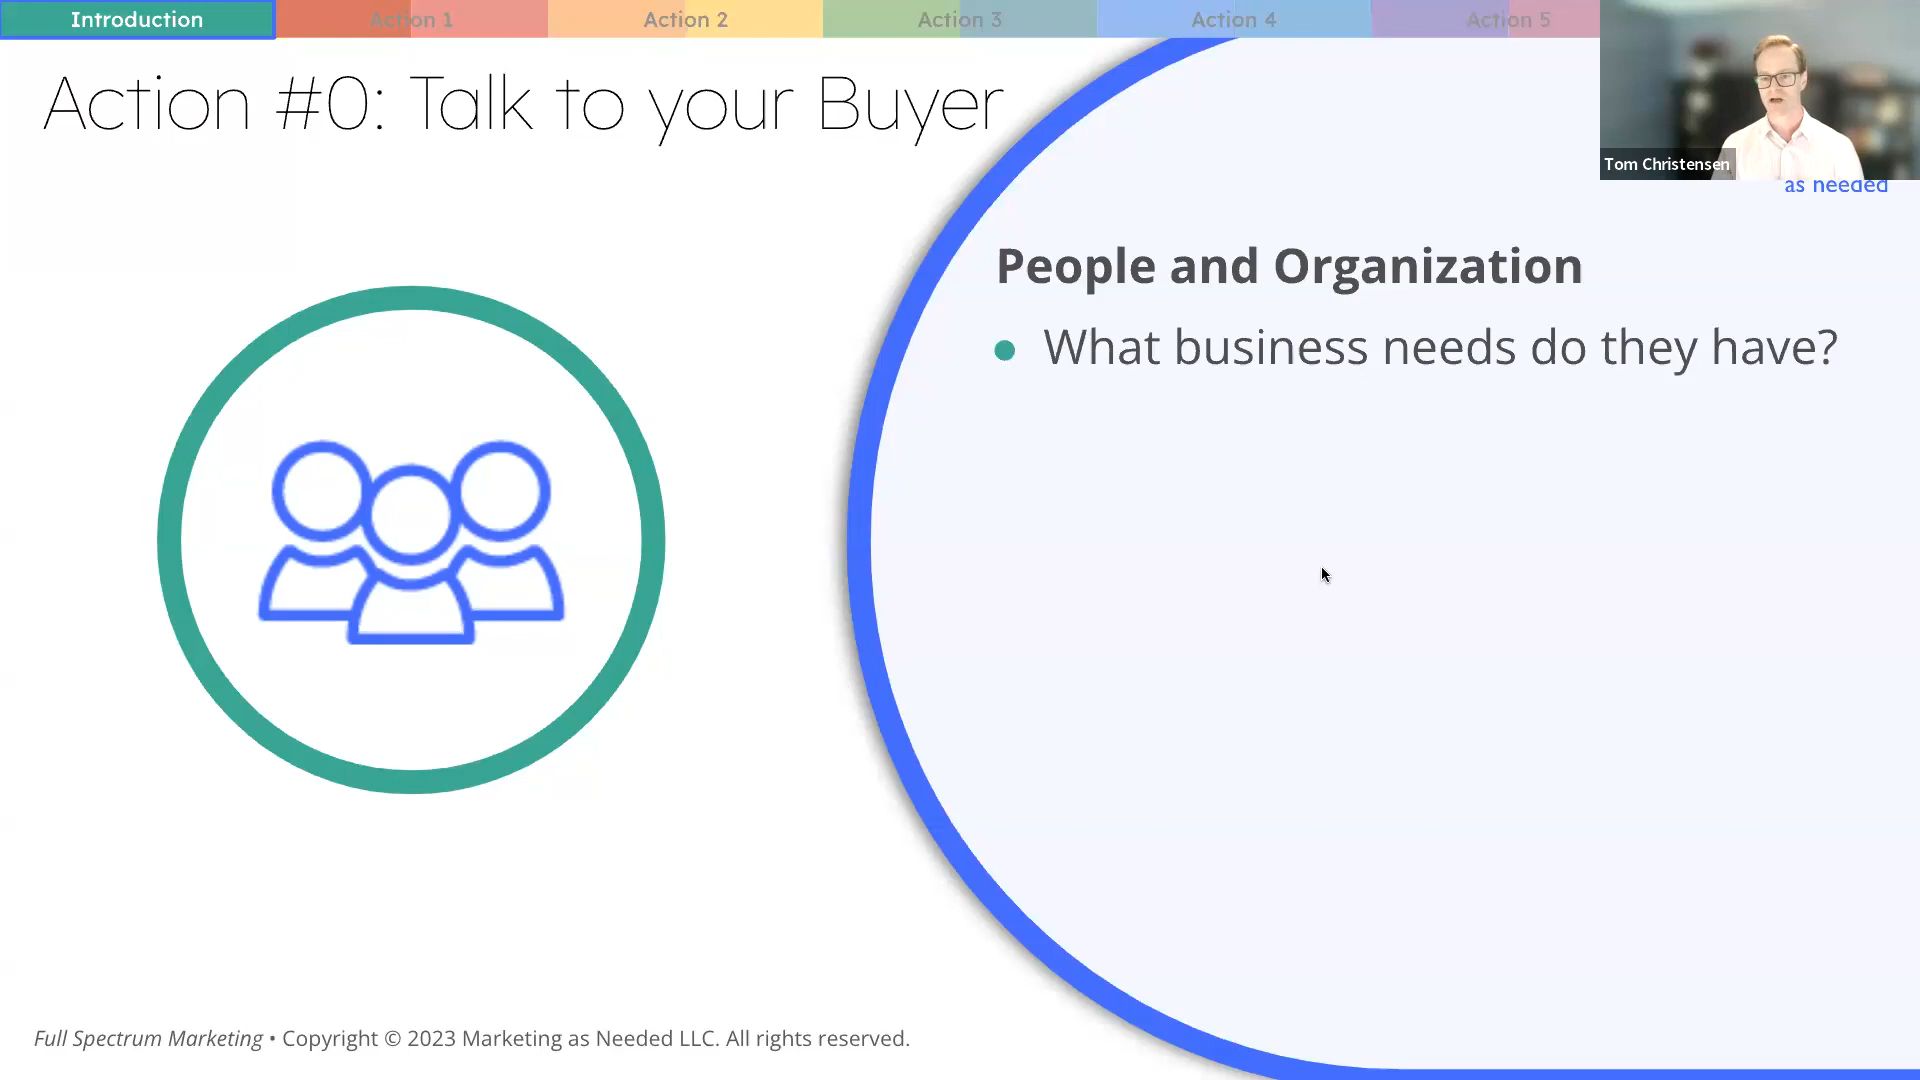 Introduction
Action 1
Action 2
Action 3
Action 4
Action 5
Action #0: Talk to your Buyer
Tom Christensen
as needed
People and Organization
What business needs do they have?
Full Spectrum Marketing • Copyright © 2023 Marketing as Needed LLC. All rights reserved.